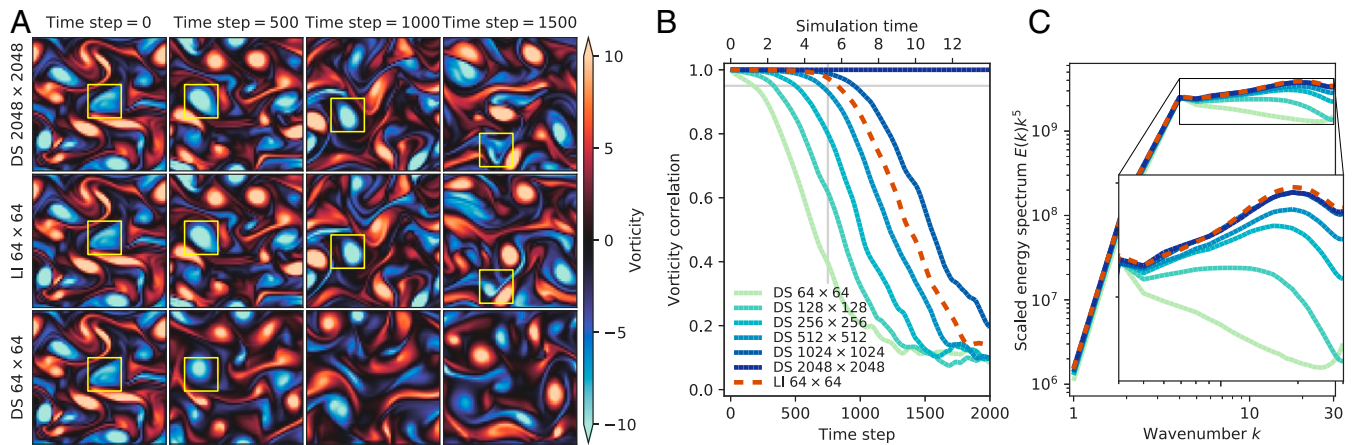 A
Time step = 0
Time step = 500
Time step = 1000
Time step = 1500
DS 2048 × 2048
LI 64 × 64
DS 64 × 64
10
5
0
−5
−10
Vorticity
B
Simulation time
0 2 4 6 8 10 12
1.0
0.8
0.6
0.4
0.2
0.0
Vorticity correlation
DS 64 × 64
DS 128 × 128
DS 256 × 256
DS 512 × 512
DS 1024 × 1024
DS 2048 × 2048
LI 64 × 64
0 500 1000 1500 2000
Time step
C
10⁹
10⁸
10⁷
10⁶
Scaled energy spectrum E(k)k⁵
1 10 30
Wavenumber k